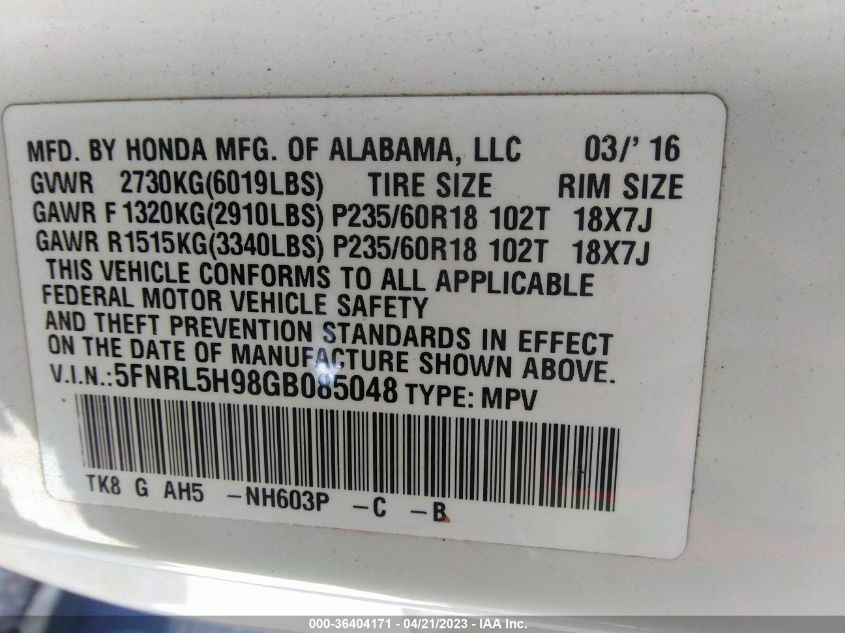 MFD. BY HONDA MFG. OF ALABAMA, LLC 03/' 16
GVWR 2730KG(6019LBS) TIRE SIZE RIM SIZE
GAWR F 1320KG(2910LBS) P235/60R18 102T 18X7J
GAWR R1515KG(3340LBS) P235/60R18 102T 18X7J
THIS VEHICLE CONFORMS TO ALL APPLICABLE
FEDERAL MOTOR VEHICLE SAFETY
AND THEFT PREVENTION STANDARDS IN EFFECT
ON THE DATE OF MANUFACTURE SHOWN ABOVE.
V.I.N.:5FNRL5H98GB085048 TYPE: MPV
TK8 G AH5 -NH603P -C -B
000-36404171 - 04/21/2023 - IAA Inc.